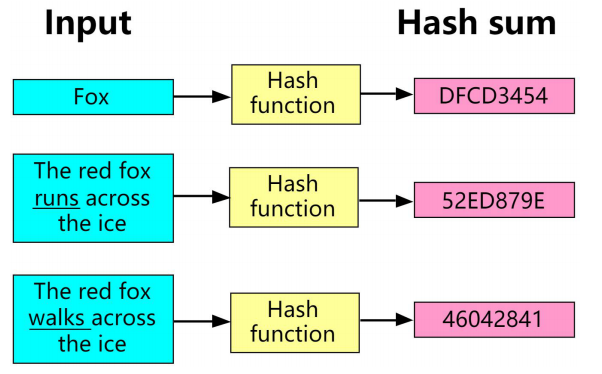 Input
Hash sum
Fox
Hash
function
DFCD3454
The red fox
runs across
the ice
Hash
function
52ED879E
The red fox
walks across
the ice
Hash
function
46042841